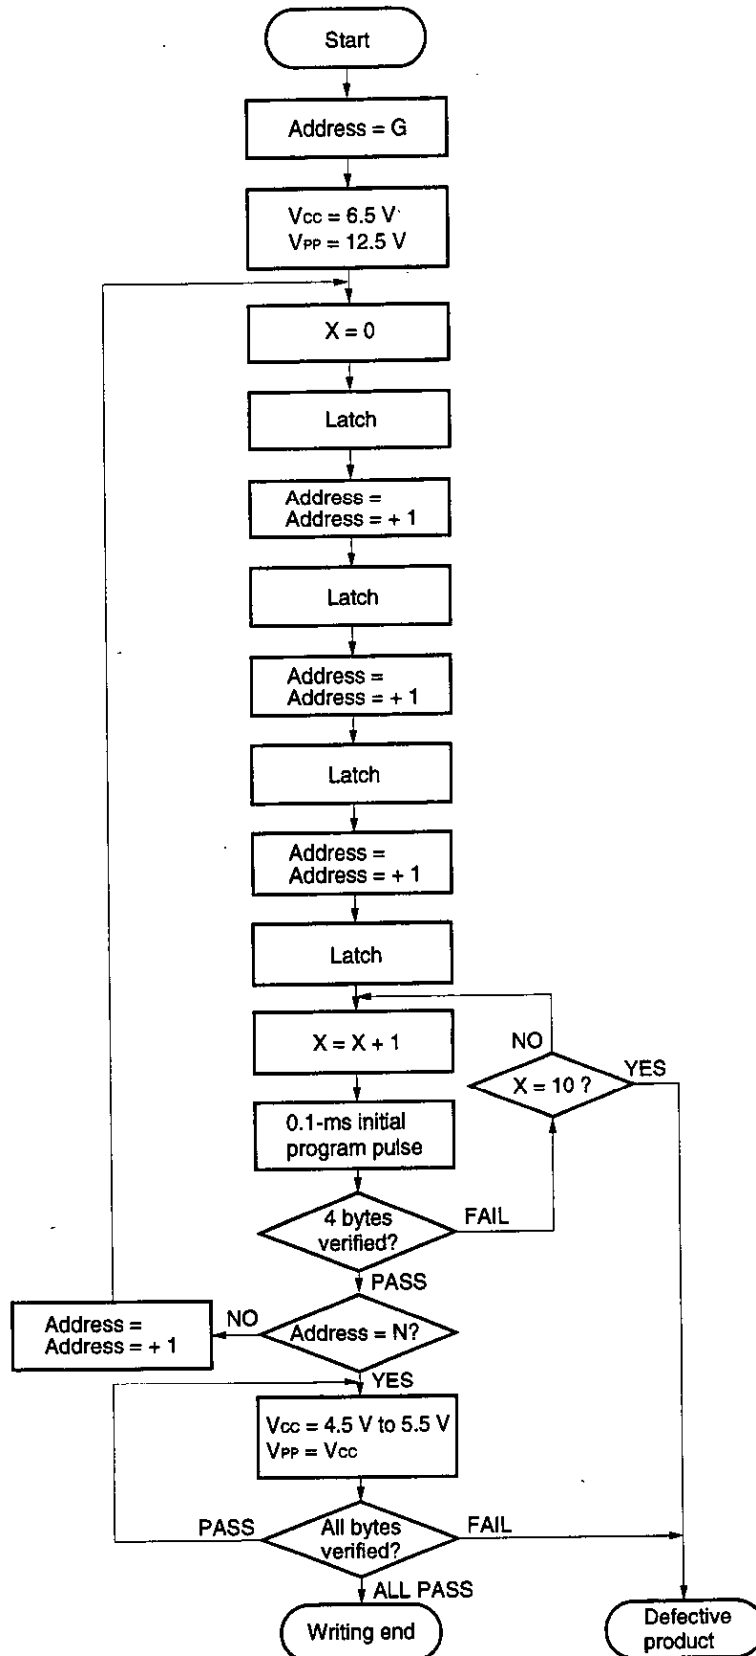 Start
Address = G
Vcc = 6.5 V
VPP = 12.5 V
X = 0
Latch
Address =
Address = + 1
Latch
Address =
Address = + 1
Latch
Address =
Address = + 1
Latch
X = X + 1
NO
X = 10 ?
YES
0.1-ms initial
program pulse
4 bytes
verified?
FAIL
PASS
Address =
Address = + 1
NO
Address = N?
YES
Vcc = 4.5 V to 5.5 V
VPP = Vcc
PASS
All bytes
verified?
FAIL
ALL PASS
Writing end
Defective
product